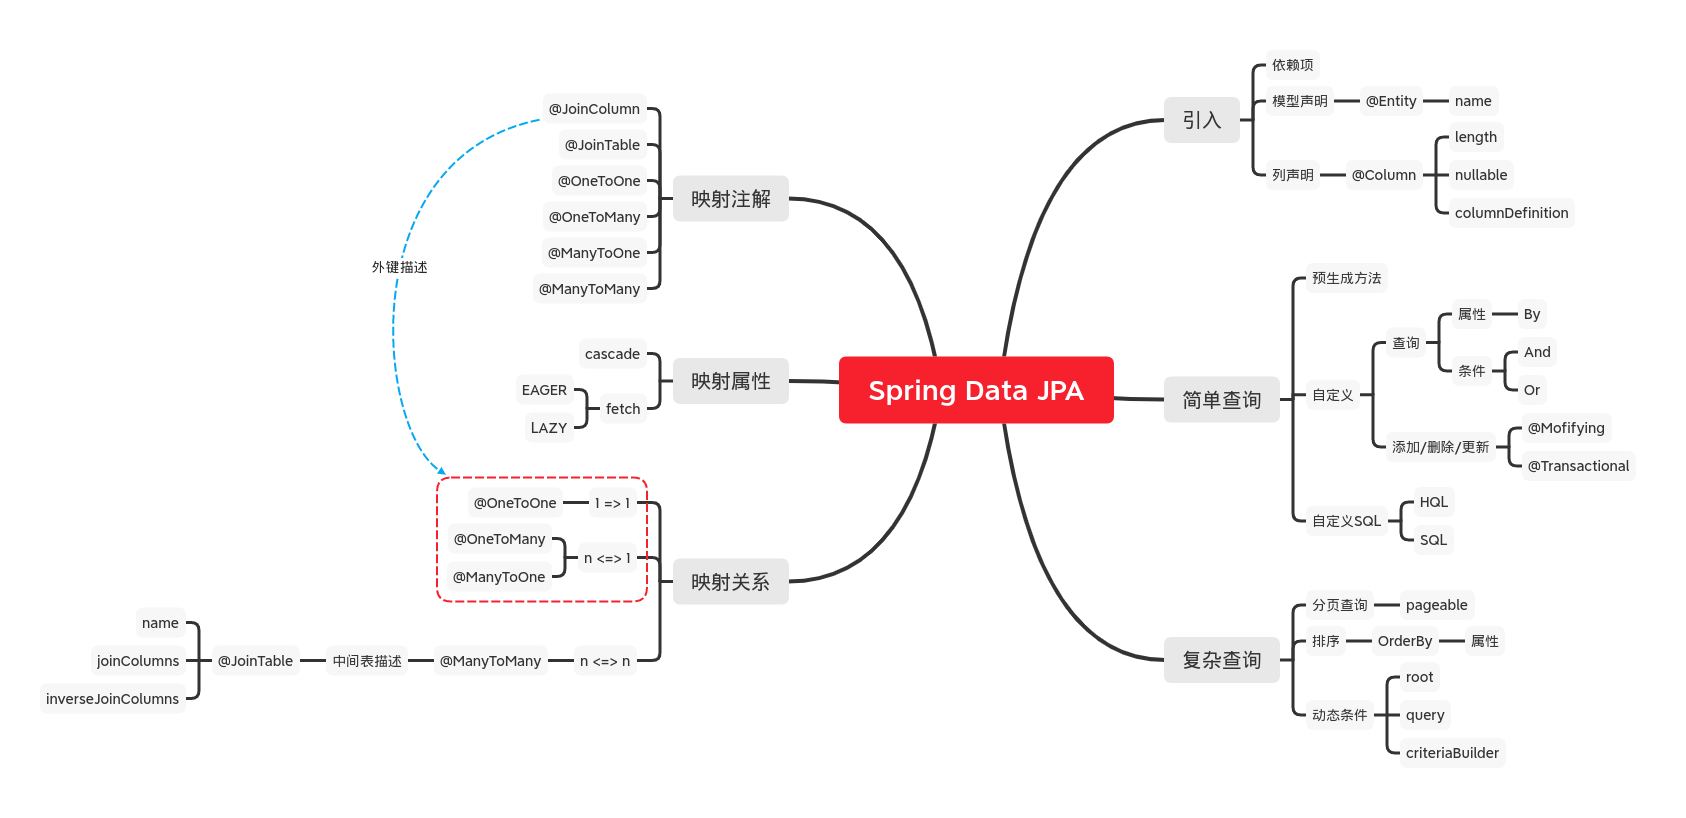 Spring Data JPA
引入
依赖项
模型声明
@Entity
name
列声明
@Column
length
nullable
columnDefinition
简单查询
预生成方法
自定义
查询
属性
By
条件
And
Or
添加/删除/更新
@Mofifying
@Transactional
自定义SQL
HQL
SQL
复杂查询
分页查询
pageable
排序
OrderBy
属性
动态条件
root
query
criteriaBuilder
映射注解
@JoinColumn
@JoinTable
@OneToOne
@OneToMany
@ManyToOne
@ManyToMany
外键描述
映射属性
cascade
fetch
EAGER
LAZY
映射关系
1 => 1
@OneToOne
n <=> 1
@OneToMany
@ManyToOne
n <=> n
@ManyToMany
中间表描述
@JoinTable
name
joinColumns
inverseJoinColumns